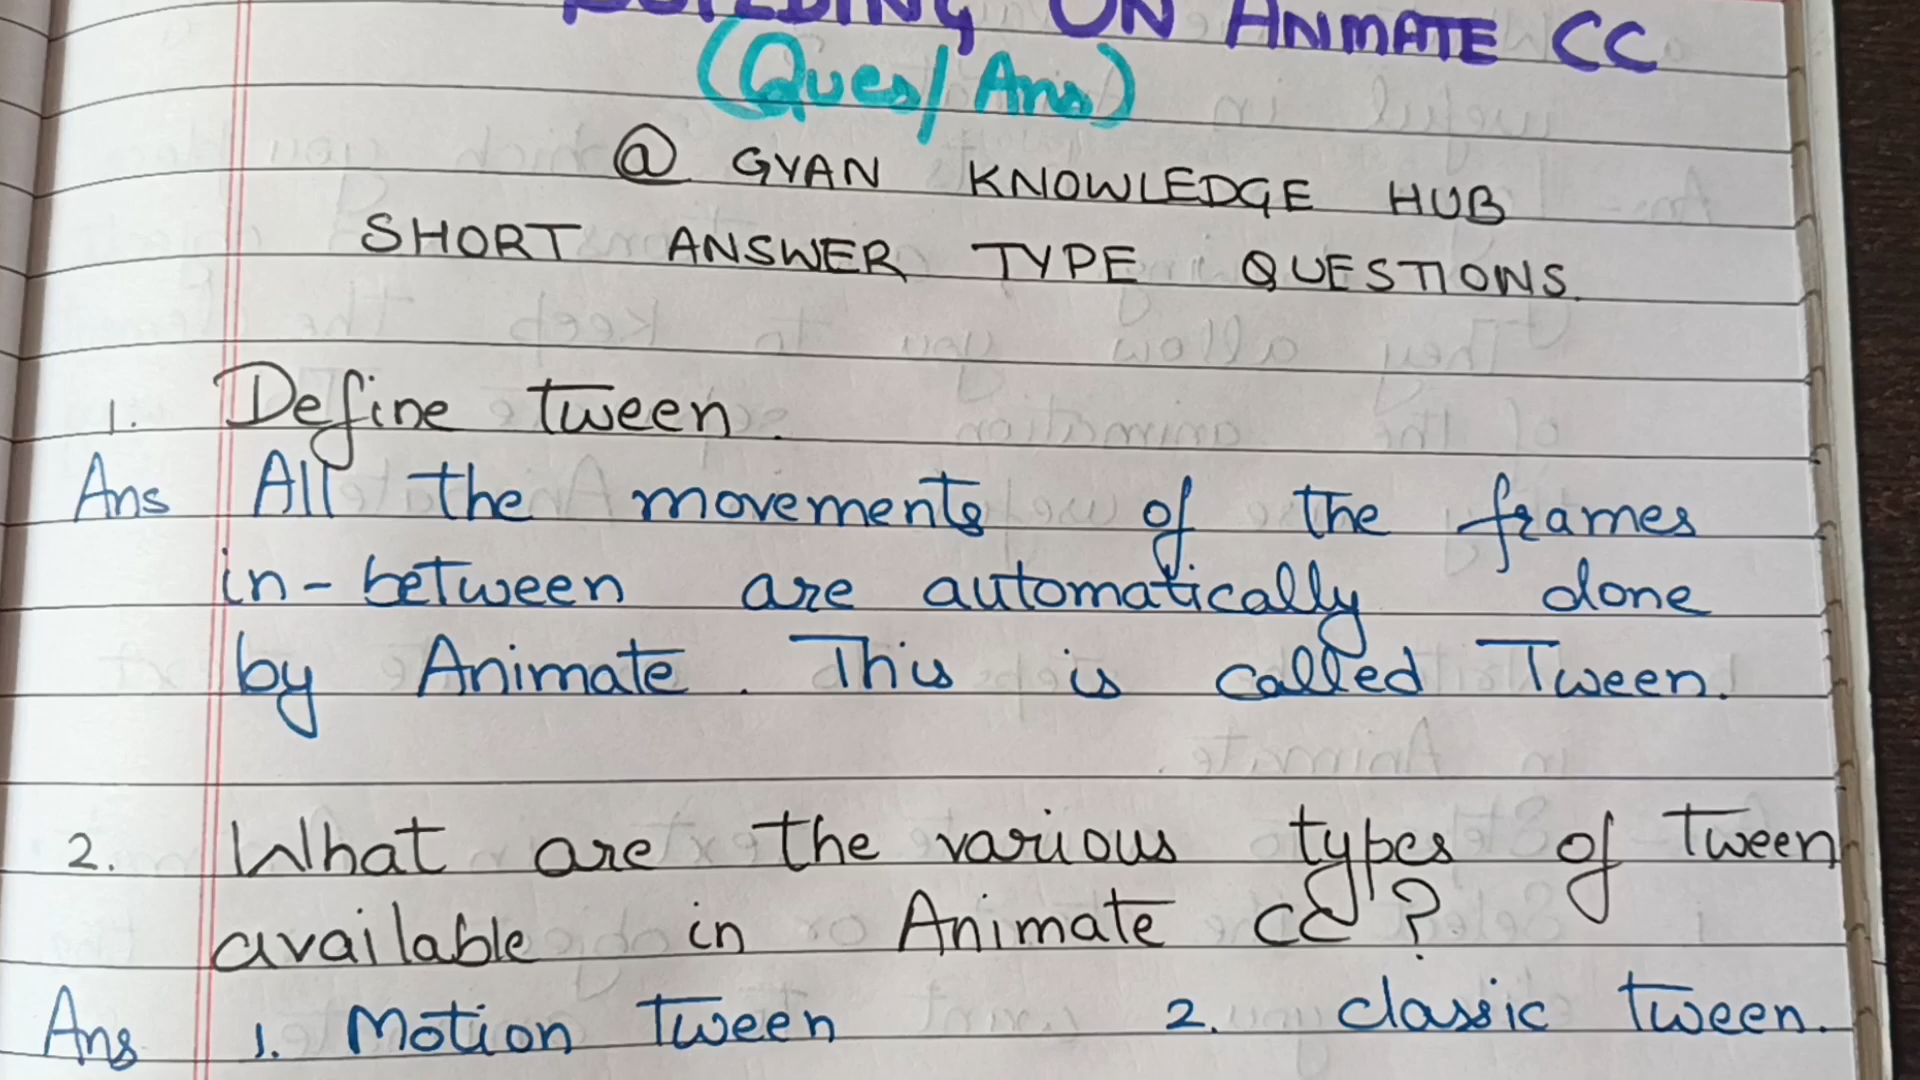 BUILDING ON ANIMATE CC
(Ques/Ans)
@ GYAN KNOWLEDGE HUB
SHORT ANSWER TYPE QUESTIONS.
1. Define tween.
Ans All the movements of the frames
in-between are automatically done
by Animate. This is called Tween.
2. What are the various types of Tween
available in Animate CC?
Ans 1. Motion Tween 2. classic Tween.